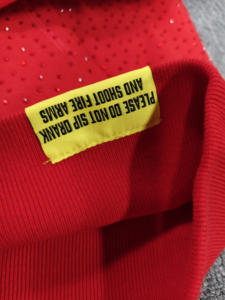 PLEASE DO NOT SIP DRANK
AND SHOOT FIRE ARMS